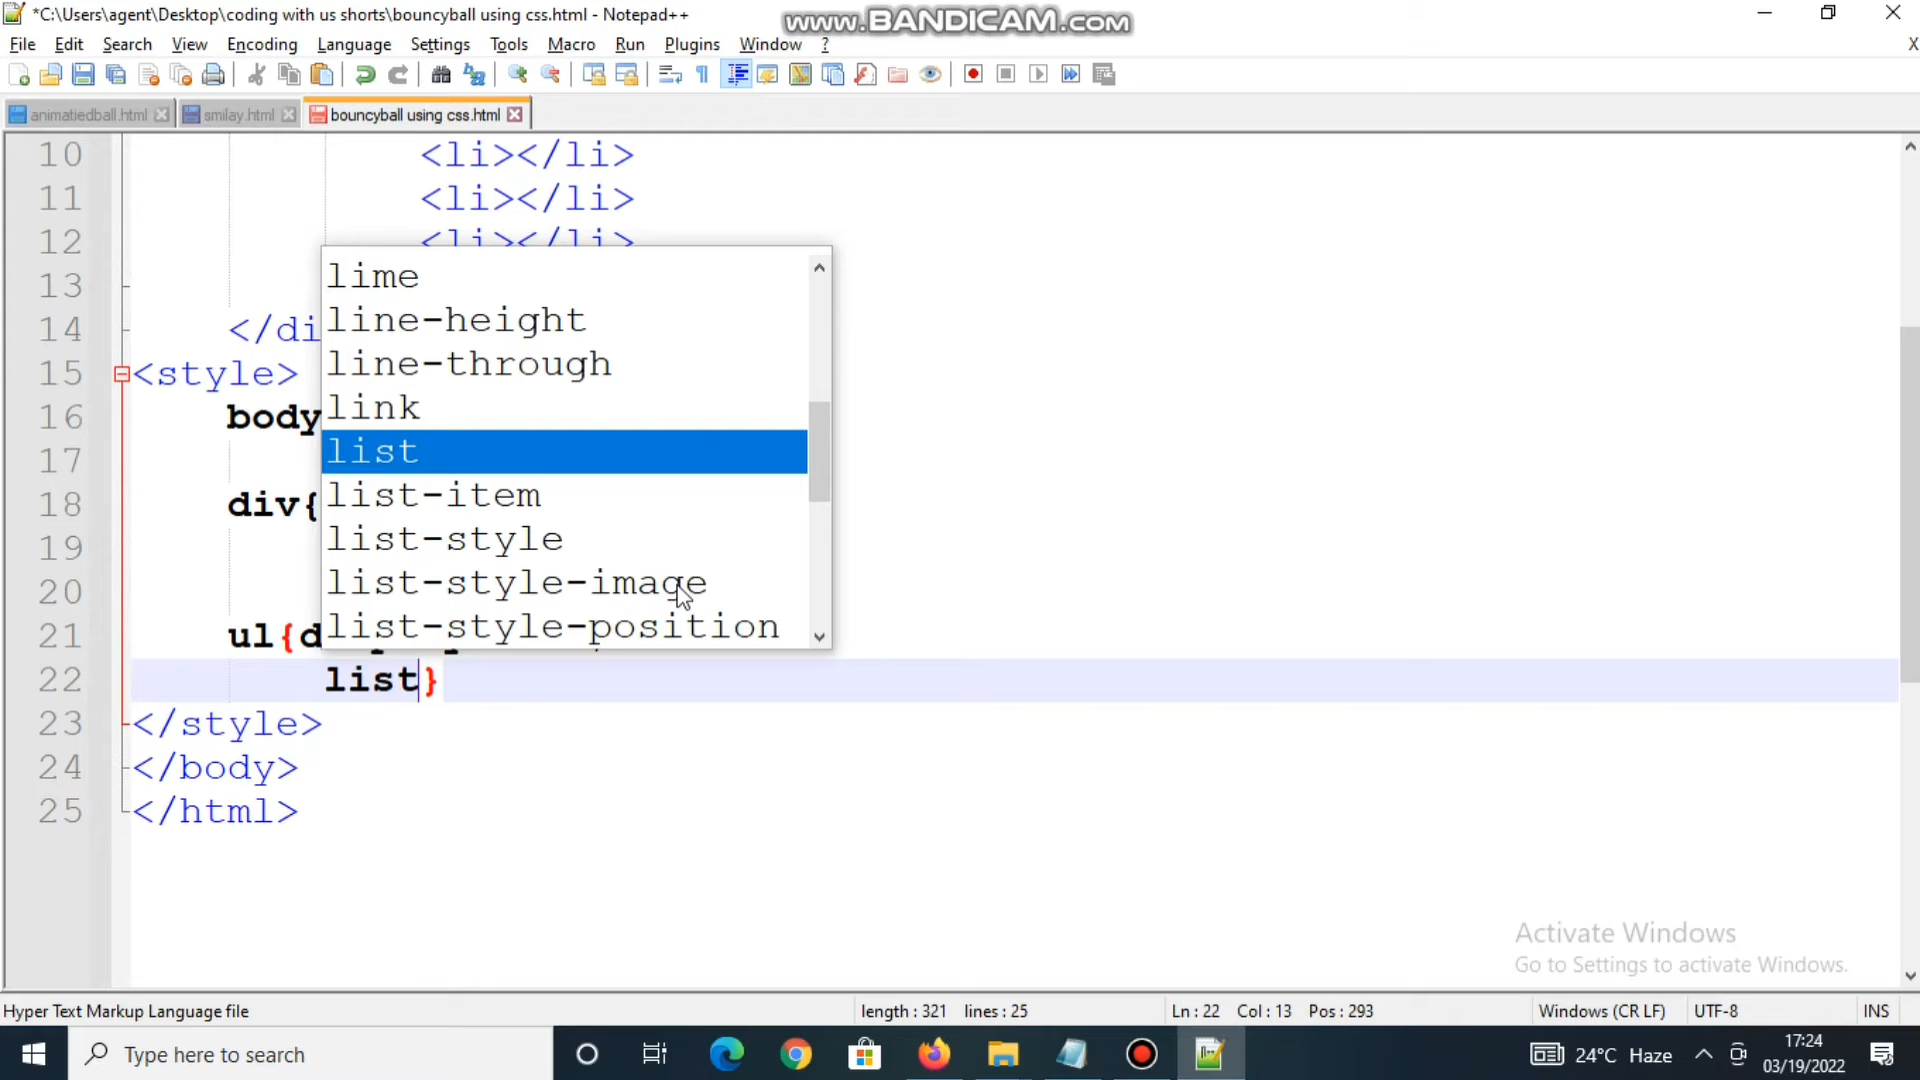 *C:\Users\agent\Desktop\coding with us shorts\bouncyball using css.html - Notepad++
www.BANDICAM.com
File Edit Search View Encoding Language Settings Tools Macro Run Plugins Window ? X
animatiedball.html smilay.html bouncyball using css.html
10 <li></li>
11 <li></li>
12 <li></li>
13
14 </di
15 <style>
16 body
17
18 div{
19
20
21 ul{d
22 list}
23 </style>
24 </body>
25 </html>
lime
line-height
line-through
link
list
list-item
list-style
list-style-image
list-style-position
Activate Windows
Go to Settings to activate Windows.
Hyper Text Markup Language file length : 321 lines : 25 Ln : 22 Col : 13 Pos : 293 Windows (CR LF) UTF-8 INS
Type here to search
24°C Haze
17:24
03/19/2022